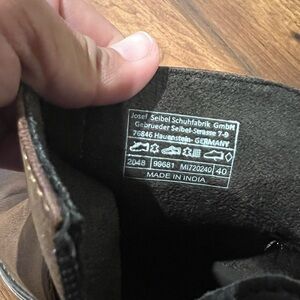 Josef Seibel Schuhfabrik GmbH
Gebrueder Seibel-Strasse 7-9
76846 Hauenstein- GERMANY
2048 99681 MI720240 40
MADE IN INDIA